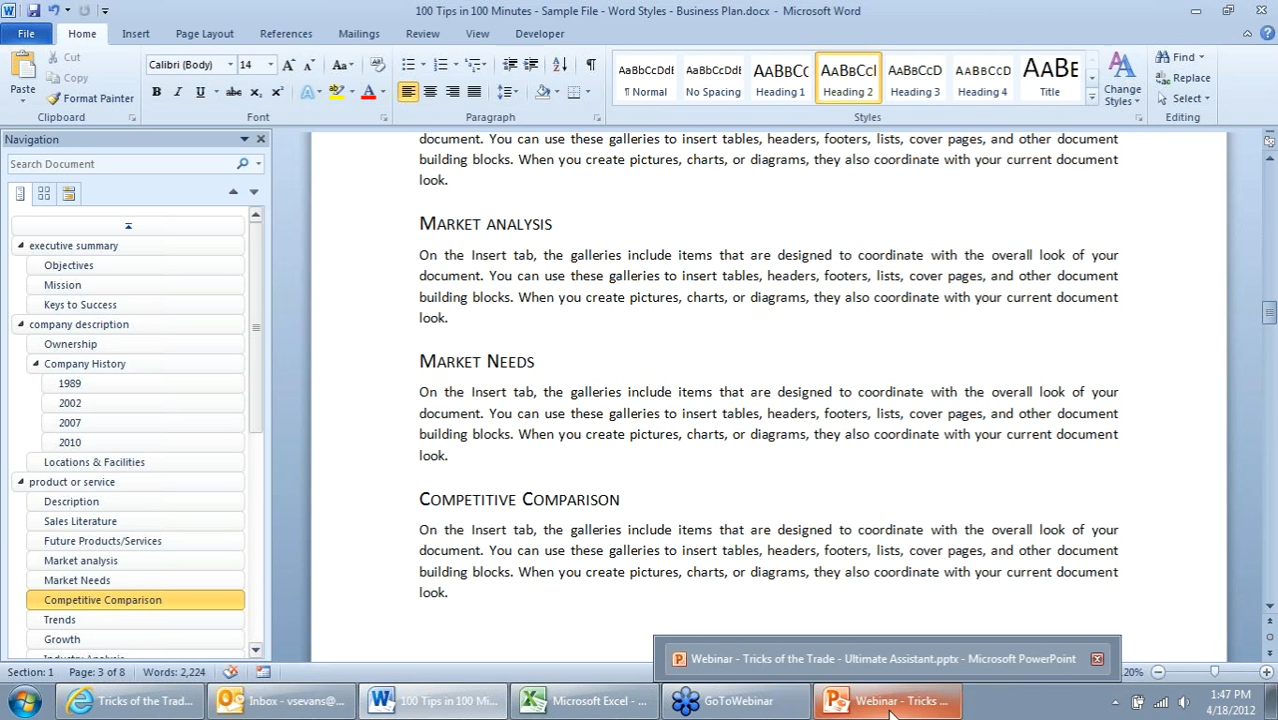 100 Tips in 100 Minutes - Sample File - Word Styles - Business Plan.docx - Microsoft Word
File Home Insert Page Layout References Mailings Review View Developer
Paste
Cut
Copy
Format Painter
Clipboard
Calibri (Body) 14
Font
Paragraph
AaBbCcDdE AaBbCcDdE AABBCC AABBCCI AABBCCD AABBCCD AABE
¶ Normal No Spacing Heading 1 Heading 2 Heading 3 Heading 4 Title
Change Styles
Styles
Find
Replace
Select
Editing
Navigation
Search Document
executive summary
Objectives
Mission
Keys to Success
company description
Ownership
Company History
1989
2002
2007
2010
Locations & Facilities
product or service
Description
Sales Literature
Future Products/Services
Market analysis
Market Needs
Competitive Comparison
Trends
Growth
document. You can use these galleries to insert tables, headers, footers, lists, cover pages, and other document
building blocks. When you create pictures, charts, or diagrams, they also coordinate with your current document
look.
MARKET ANALYSIS
On the Insert tab, the galleries include items that are designed to coordinate with the overall look of your
document. You can use these galleries to insert tables, headers, footers, lists, cover pages, and other document
building blocks. When you create pictures, charts, or diagrams, they also coordinate with your current document
look.
MARKET NEEDS
On the Insert tab, the galleries include items that are designed to coordinate with the overall look of your
document. You can use these galleries to insert tables, headers, footers, lists, cover pages, and other document
building blocks. When you create pictures, charts, or diagrams, they also coordinate with your current document
look.
COMPETITIVE COMPARISON
On the Insert tab, the galleries include items that are designed to coordinate with the overall look of your
document. You can use these galleries to insert tables, headers, footers, lists, cover pages, and other document
building blocks. When you create pictures, charts, or diagrams, they also coordinate with your current document
look.
Webinar - Tricks of the Trade - Ultimate Assistant.pptx - Microsoft PowerPoint
Section: 1 Page: 3 of 8 Words: 2,224 20%
Tricks of the Trad... Inbox - vsevans@... 100 Tips in 100 Mi... Microsoft Excel - ... GoToWebinar Webinar - Tricks ...
1:47 PM
4/18/2012